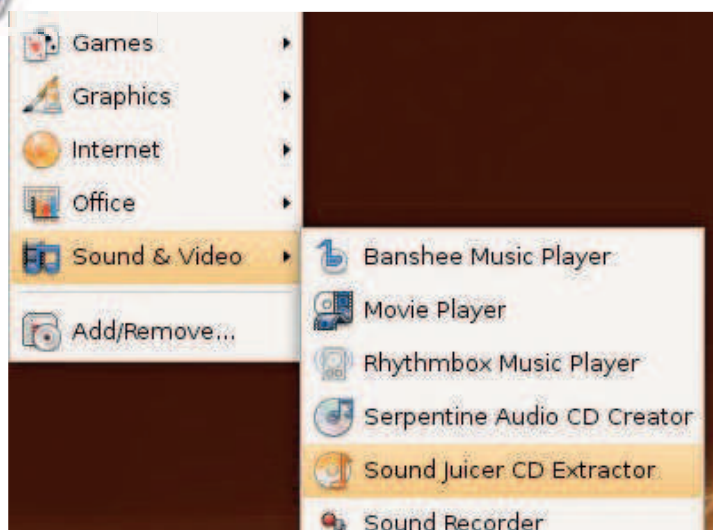 Games
Graphics
Internet
Office
Sound & Video
Add/Remove...
Banshee Music Player
Movie Player
Rhythmbox Music Player
Serpentine Audio CD Creator
Sound Juicer CD Extractor
Sound Recorder